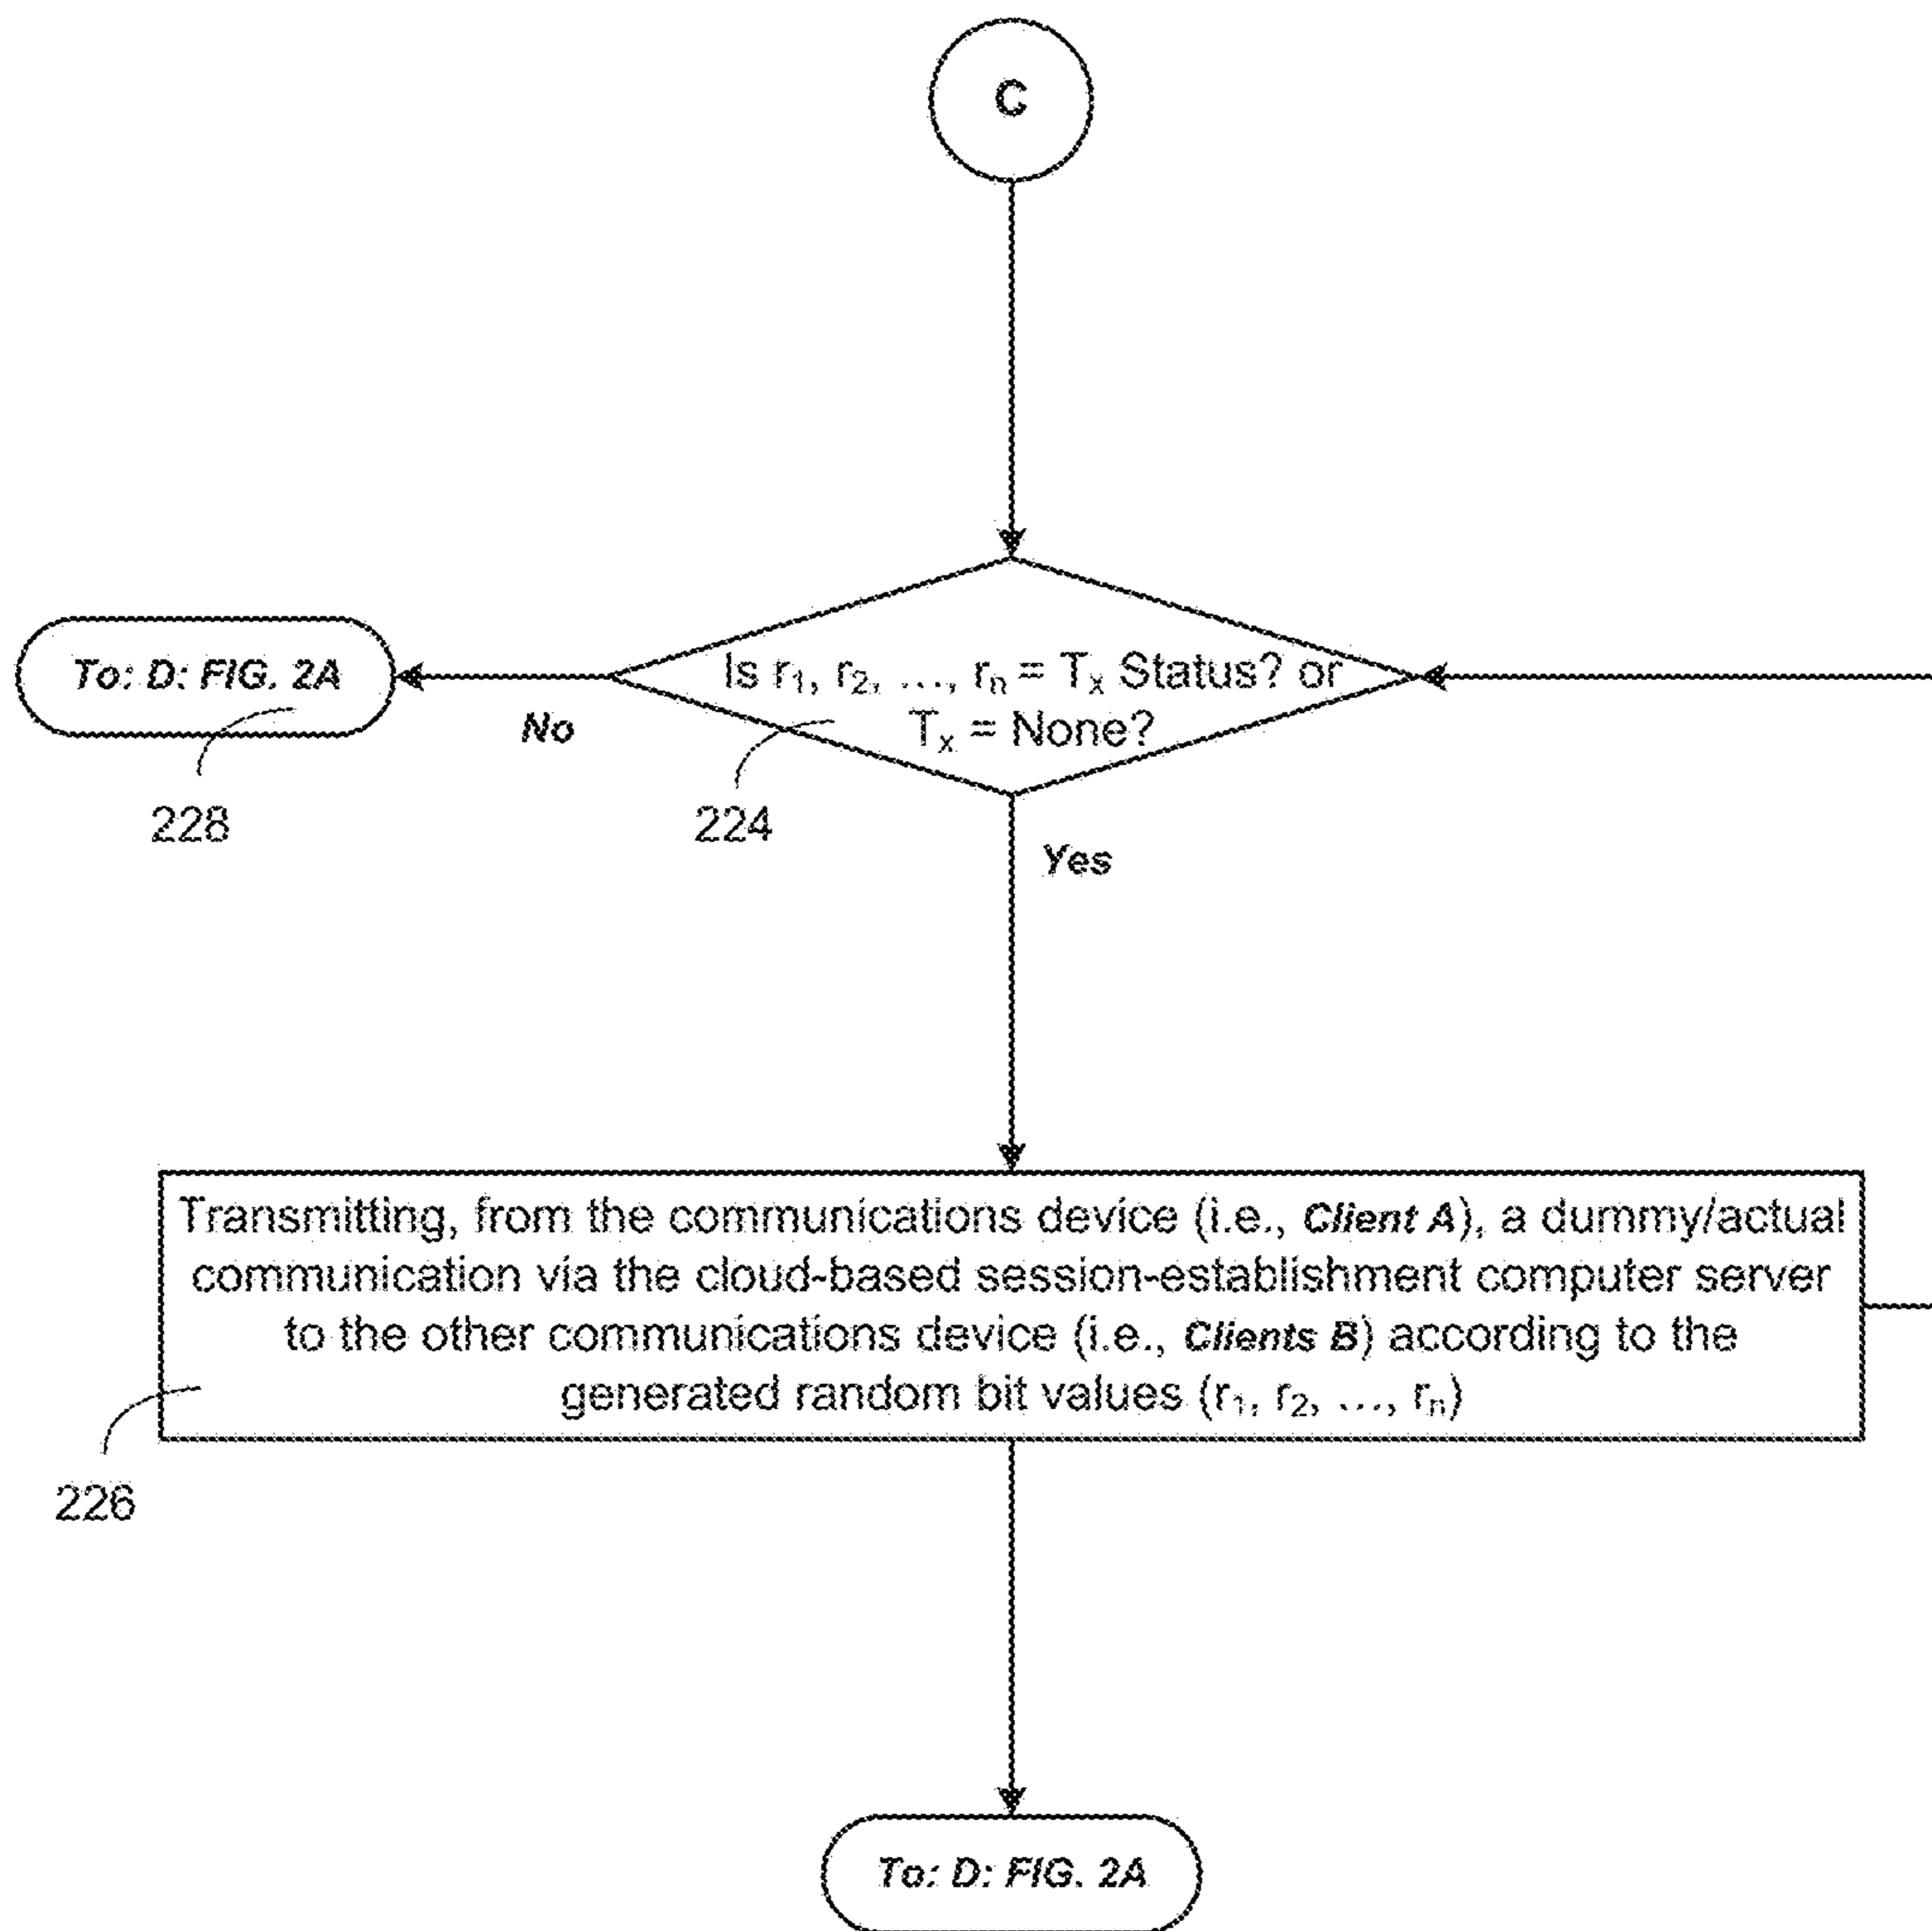 C
Is r₁, r₂, ..., rₙ = Tₓ Status? or
Tₓ = None?
To: D: FIG. 2A
No
228
224
Yes
Transmitting, from the communications device (i.e., Client A), a dummy/actual
communication via the cloud-based session-establishment computer server
to the other communications device (i.e., Clients B) according to the
generated random bit values (r₁, r₂, ..., rₙ)
226
To: D: FIG. 2A